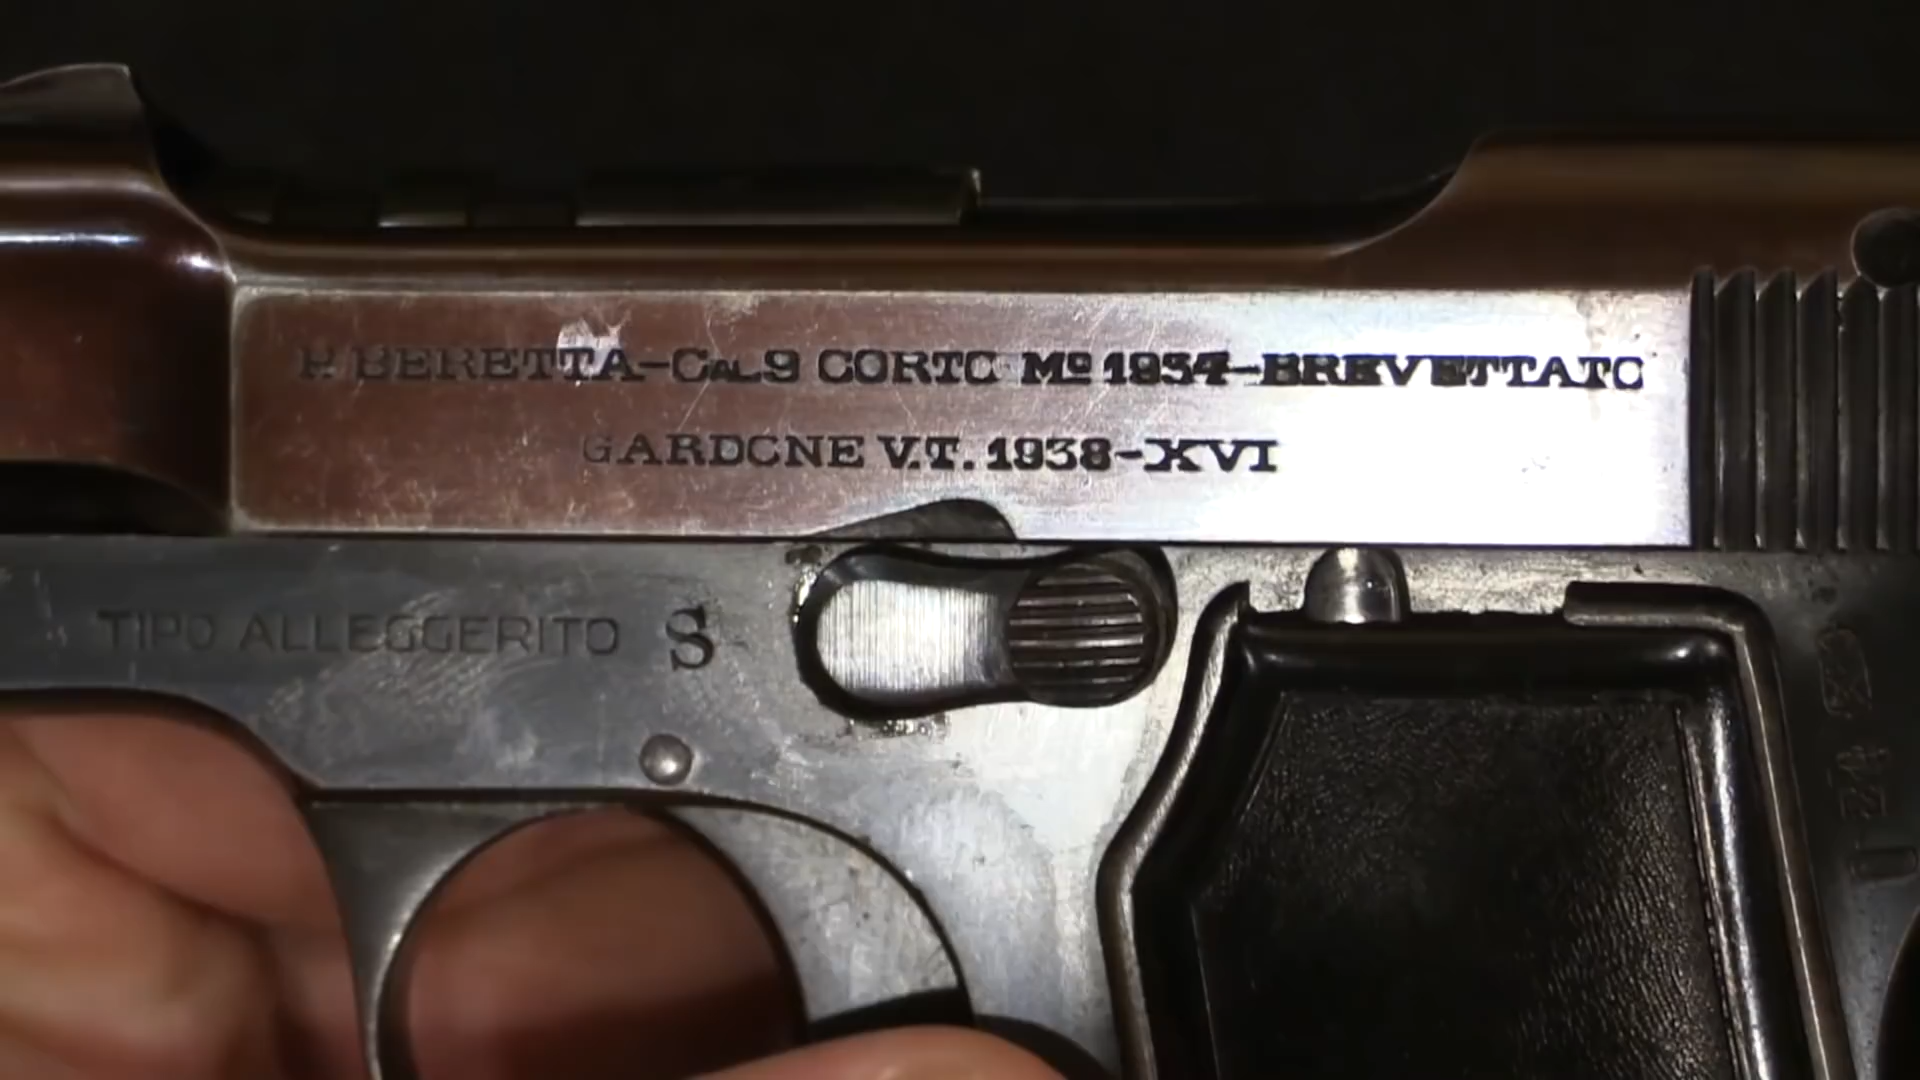 P. BERETTA-CAL.9 CORTO Mº 1934-BREVETTATO
GARDONE V.T. 1938-XVI
TIPO ALLEGGERITO S